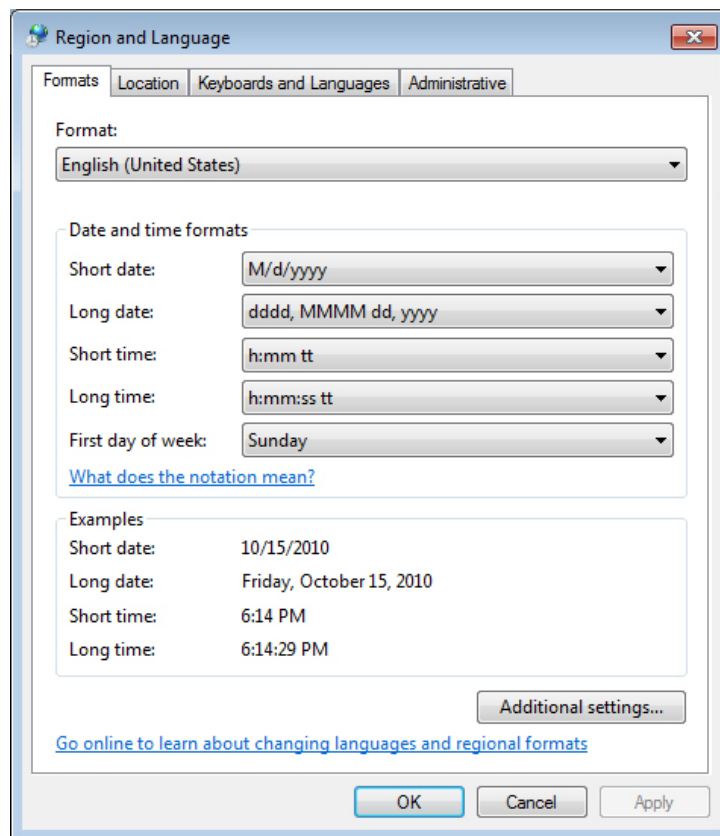 Region and Language
Formats Location Keyboards and Languages Administrative
Format:
English (United States)
Date and time formats
Short date: M/d/yyyy
Long date: dddd, MMMM dd, yyyy
Short time: h:mm tt
Long time: h:mm:ss tt
First day of week: Sunday
What does the notation mean?
Examples
Short date: 10/15/2010
Long date: Friday, October 15, 2010
Short time: 6:14 PM
Long time: 6:14:29 PM
Additional settings...
Go online to learn about changing languages and regional formats
OK Cancel Apply